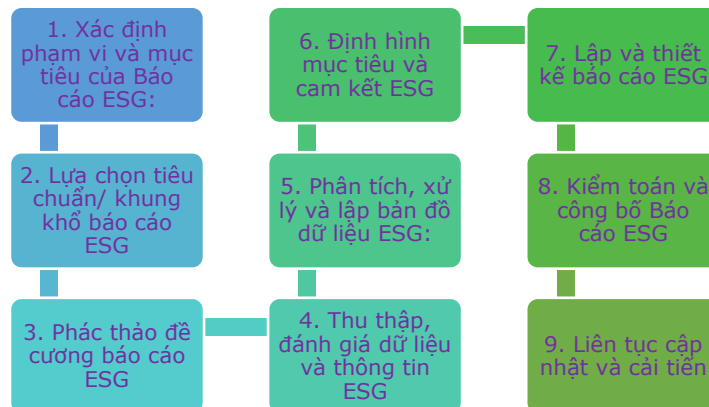 1. Xác định
phạm vi và mục
tiêu của Báo
cáo ESG:
2. Lựa chọn tiêu
chuẩn/ khung
khổ báo cáo
ESG
3. Phác thảo đề
cương báo cáo
ESG
4. Thu thập,
đánh giá dữ liệu
và thông tin
ESG
5. Phân tích, xử
lý và lập bản đồ
dữ liệu ESG:
6. Định hình
mục tiêu và
cam kết ESG
7. Lập và thiết
kế báo cáo ESG
8. Kiểm toán và
công bố Báo
cáo ESG
9. Liên tục cập
nhật và cải tiến